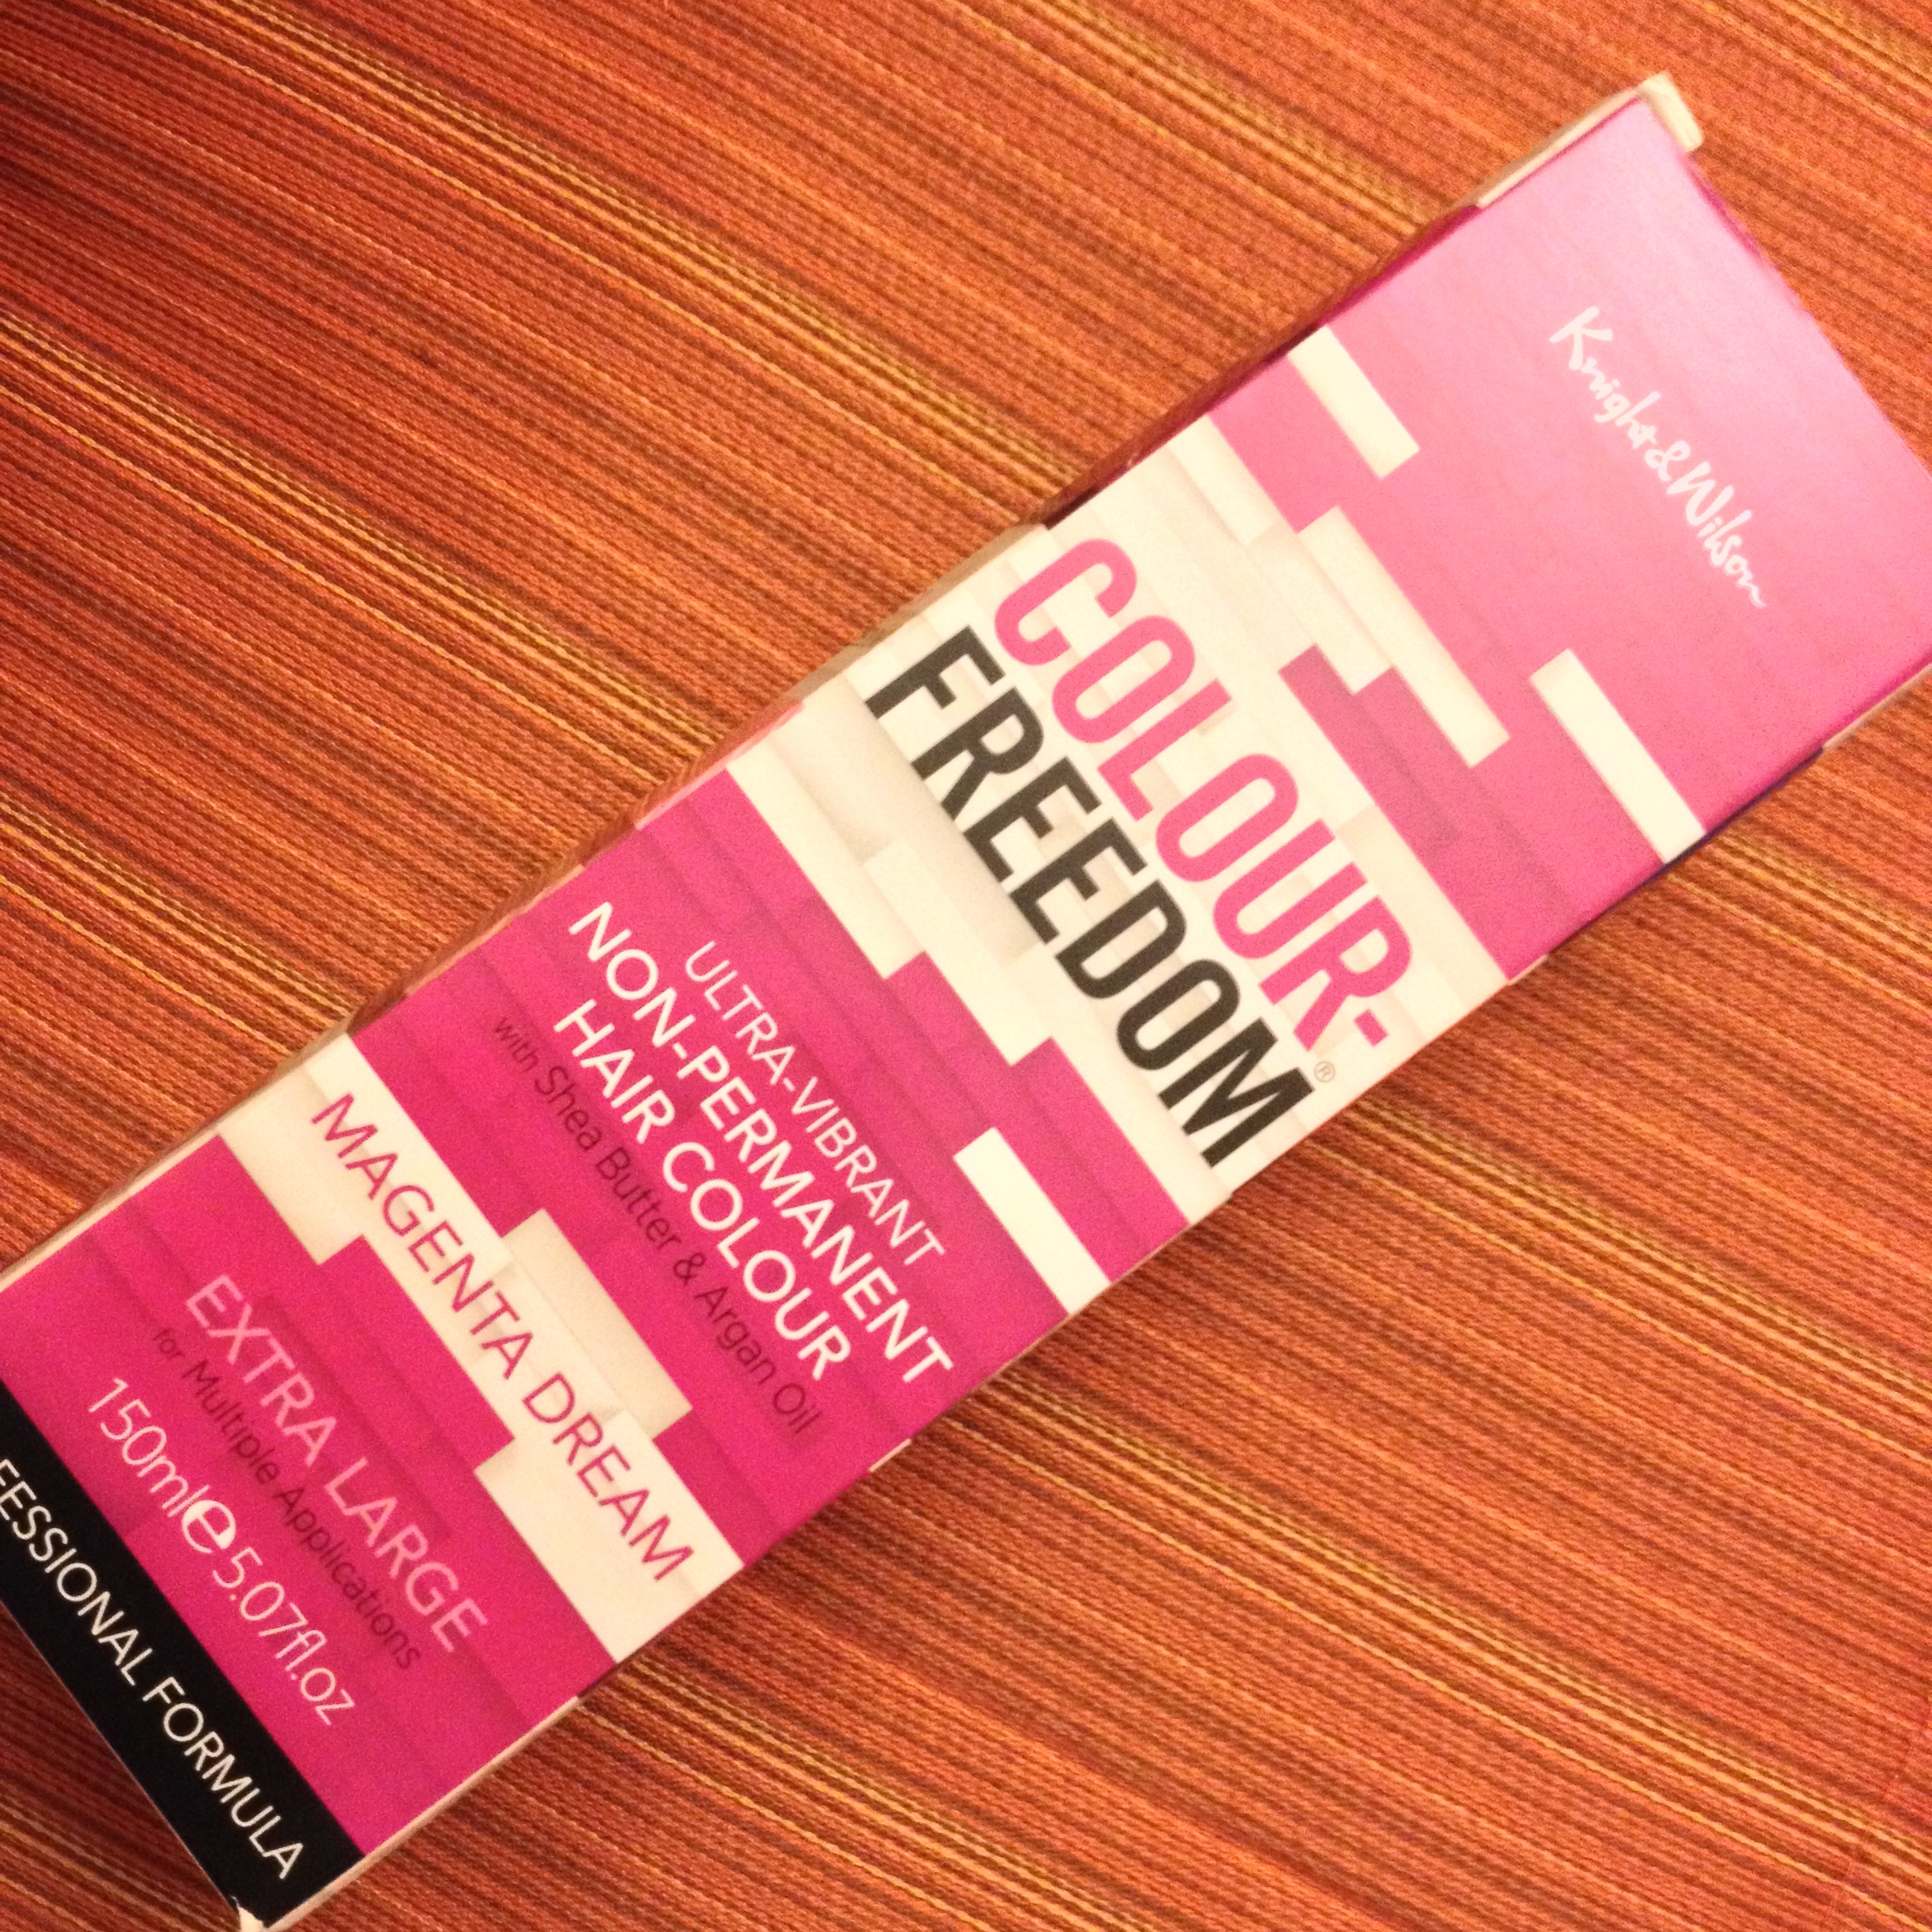 Knight & Wilson
COLOUR-
FREEDOM®
ULTRA-VIBRANT
NON-PERMANENT
HAIR COLOUR
with Shea Butter & Argan Oil
MAGENTA DREAM
EXTRA LARGE
for Multiple Applications
150ml e 5.07fl.oz
FESSIONAL FORMULA